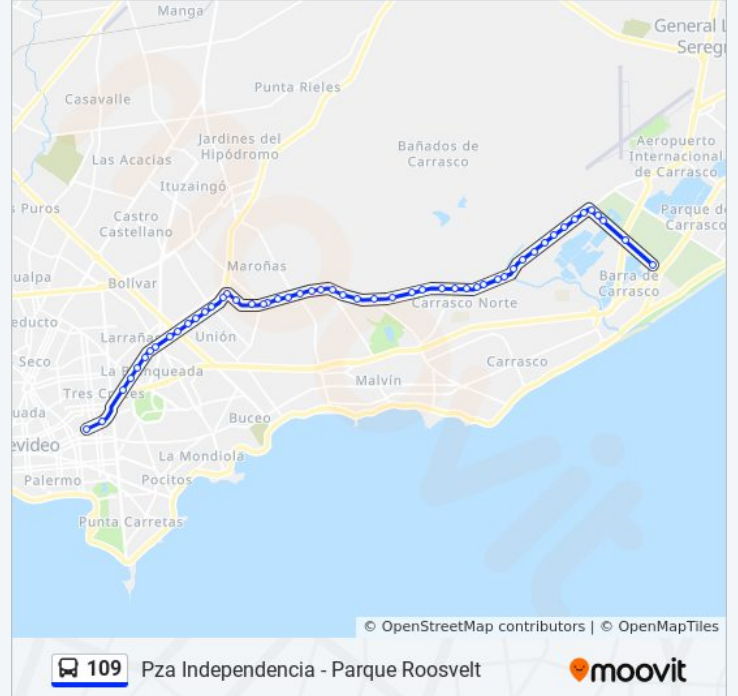 Manga
General L
Seregi
Punta Rieles
Casavalle
Jardines del
Hipódromo
Bañados de
Carrasco
Aeropuerto
Internacional
de Carrasco
Las Acacias
Ituzaingó
s Puros
Castro
Castellano
Parque de
Carrasco
Maroñas
ualpa
Bolívar
Barra de
Carrasco
Carrasco Norte
educto
Larraña
Unión
Seco
La B
nqueada
Carrasco
Malvín
Tres Cruces
uada
Buceo
evideo
La Mondiola
Palermo
Pocitos
Punta Carretas
© OpenStreetMap contributors | © OpenMapTiles
109 Pza Independencia - Parque Roosvelt
moovit